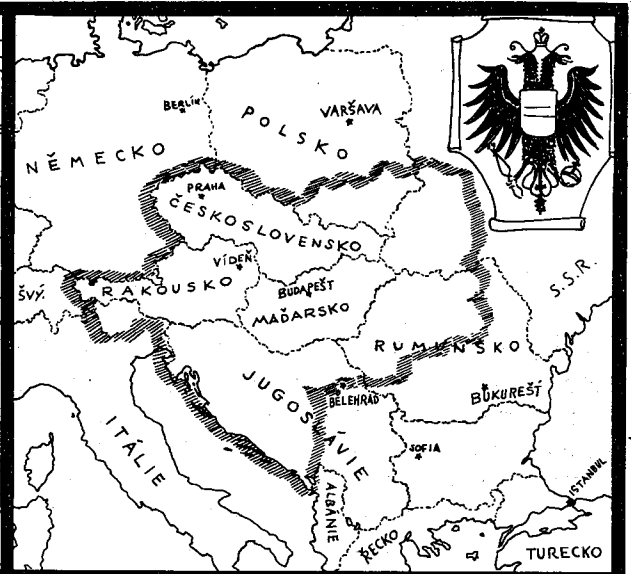 BERLÍN
VARŠAVA
POLSKO
NĚMECKO
PRAHA
ČESKOSLOVENSKO
VÍDEŇ
S.S.R.
ŠVÝ.
RAKOUSKO
BUDAPEŠŤ
MAĎARSKO
RUMUNSKO
JUGOSLÁVIE
BELEHRAD
BUKUREŠŤ
ITÁLIE
SOFIA
ISTANBUL
ALBÁNIE
ŘECKO
TURECKO